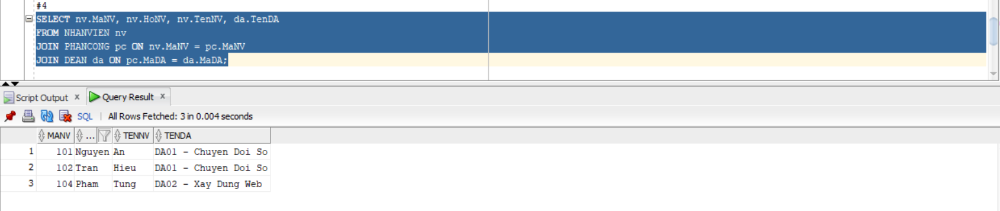 #4
SELECT nv.MaNV, nv.HoNV, nv.TenNV, da.TenDA
FROM NHANVIEN nv
JOIN PHANCONG pc ON nv.MaNV = pc.MaNV
JOIN DEAN da ON pc.MaDA = da.MaDA;
Script Output x Query Result x
SQL | All Rows Fetched: 3 in 0.004 seconds
MANV ... TENNV TENDA
1 101 Nguyen An DA01 - Chuyen Doi So
2 102 Tran Hieu DA01 - Chuyen Doi So
3 104 Pham Tung DA02 - Xay Dung Web